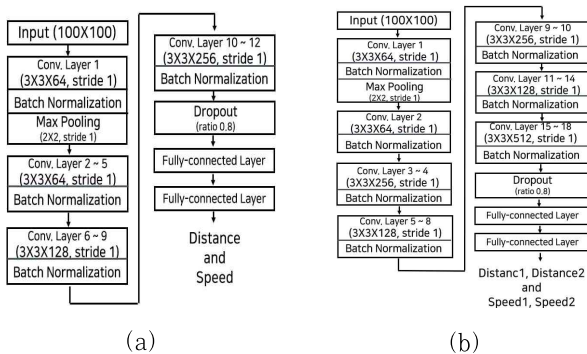 Input (100X100)
Conv. Layer 1
(3X3X64, stride 1)
Batch Normalization
Max Pooling
(2X2, stride 1)
Conv. Layer 2 ~ 5
(3X3X64, stride 1)
Batch Normalization
Conv. Layer 6 ~ 9
(3X3X128, stride 1)
Batch Normalization
Conv. Layer 10 ~ 12
(3X3X256, stride 1)
Batch Normalization
Dropout
(ratio 0.8)
Fully-connected Layer
Fully-connected Layer
Distance
and
Speed
(a)
Input (100X100)
Conv. Layer 1
(3X3X64, stride 1)
Batch Normalization
Max Pooling
(2X2, stride 1)
Conv. Layer 2
(3X3X64, stride 1)
Batch Normalization
Conv. Layer 3 ~ 4
(3X3X256, stride 1)
Batch Normalization
Conv. Layer 5 ~ 8
(3X3X128, stride 1)
Batch Normalization
Conv. Layer 9 ~ 10
(3X3X256, stride 1)
Batch Normalization
Conv. Layer 11 ~ 14
(3X3X128, stride 1)
Batch Normalization
Conv. Layer 15 ~ 18
(3X3X512, stride 1)
Batch Normalization
Dropout
(ratio 0.8)
Fully-connected Layer
Fully-connected Layer
Distanc1, Distance2
and
Speed1, Speed2
(b)